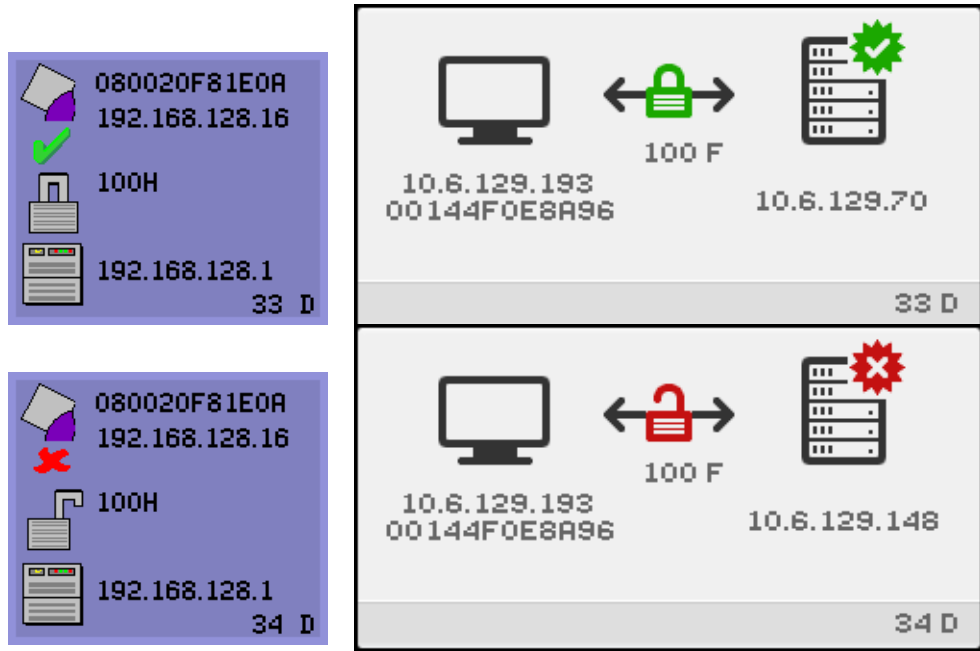 080020F81E0A
192.168.128.16
100H
192.168.128.1
33 D
100 F
10.6.129.193
00144F0E8A96
10.6.129.70
33 D
080020F81E0A
192.168.128.16
100H
192.168.128.1
34 D
100 F
10.6.129.193
00144F0E8A96
10.6.129.148
34 D